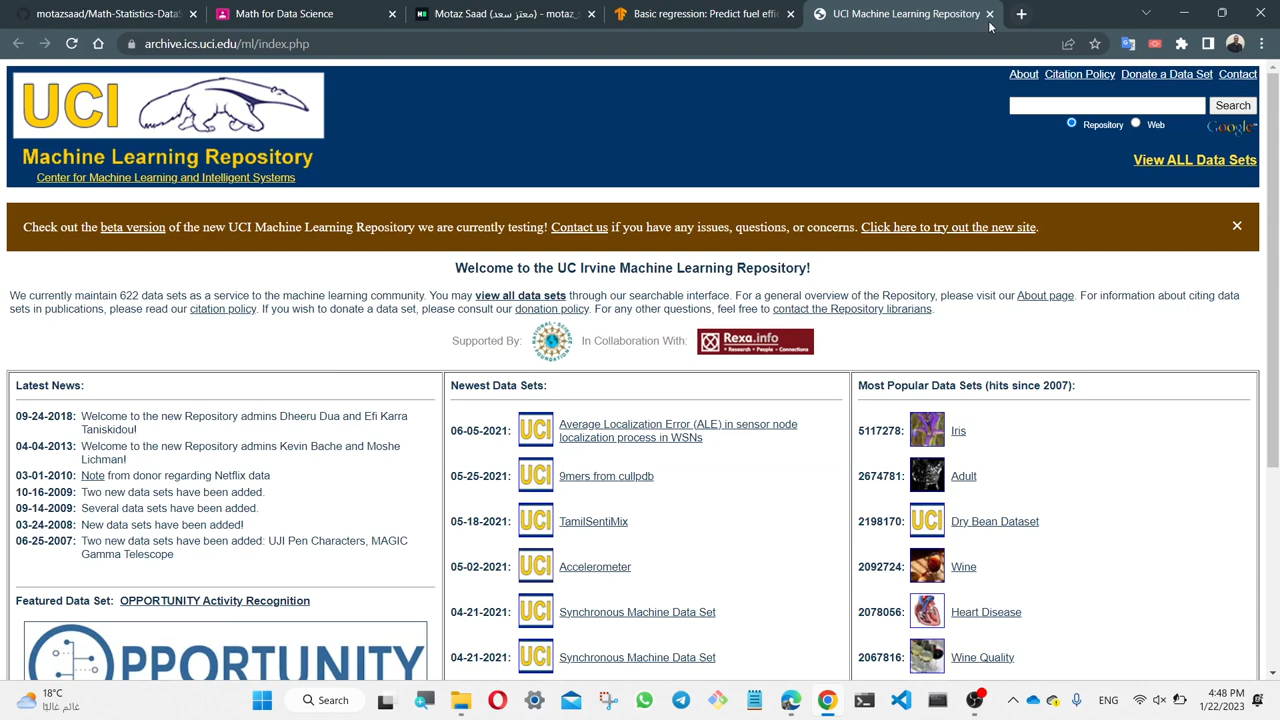 motazsaad/Math-Statistics-Data
Math for Data Science
Motaz Saad (معتز سعد) - motaz_s
Basic regression: Predict fuel effi
UCI Machine Learning Repository
archive.ics.uci.edu/ml/index.php
UCI
About Citation Policy Donate a Data Set Contact
Search
Repository Web Google
Machine Learning Repository
View ALL Data Sets
Center for Machine Learning and Intelligent Systems
Check out the beta version of the new UCI Machine Learning Repository we are currently testing! Contact us if you have any issues, questions, or concerns. Click here to try out the new site.
Welcome to the UC Irvine Machine Learning Repository!
We currently maintain 622 data sets as a service to the machine learning community. You may view all data sets through our searchable interface. For a general overview of the Repository, please visit our About page. For information about citing data
sets in publications, please read our citation policy. If you wish to donate a data set, please consult our donation policy. For any other questions, feel free to contact the Repository librarians.
Supported By: In Collaboration With: Rexa.info
Research • People • Connections
Latest News:
09-24-2018: Welcome to the new Repository admins Dheeru Dua and Efi Karra
Taniskidou!
04-04-2013: Welcome to the new Repository admins Kevin Bache and Moshe
Lichman!
03-01-2010: Note from donor regarding Netflix data
10-16-2009: Two new data sets have been added.
09-14-2009: Several data sets have been added.
03-24-2008: New data sets have been added!
06-25-2007: Two new data sets have been added: UJI Pen Characters, MAGIC
Gamma Telescope
Featured Data Set: OPPORTUNITY Activity Recognition
OPPORTUNITY
Newest Data Sets:
06-05-2021: UCI Average Localization Error (ALE) in sensor node
localization process in WSNs
05-25-2021: UCI 9mers from cullpdb
05-18-2021: UCI TamilSentiMix
05-02-2021: UCI Accelerometer
04-21-2021: UCI Synchronous Machine Data Set
04-21-2021: UCI Synchronous Machine Data Set
Most Popular Data Sets (hits since 2007):
5117278: Iris
2674781: Adult
2198170: UCI Dry Bean Dataset
2092724: Wine
2078056: Heart Disease
2067816: Wine Quality
18°C
غائم غالبًا
Search
ENG
4:48 PM
1/22/2023